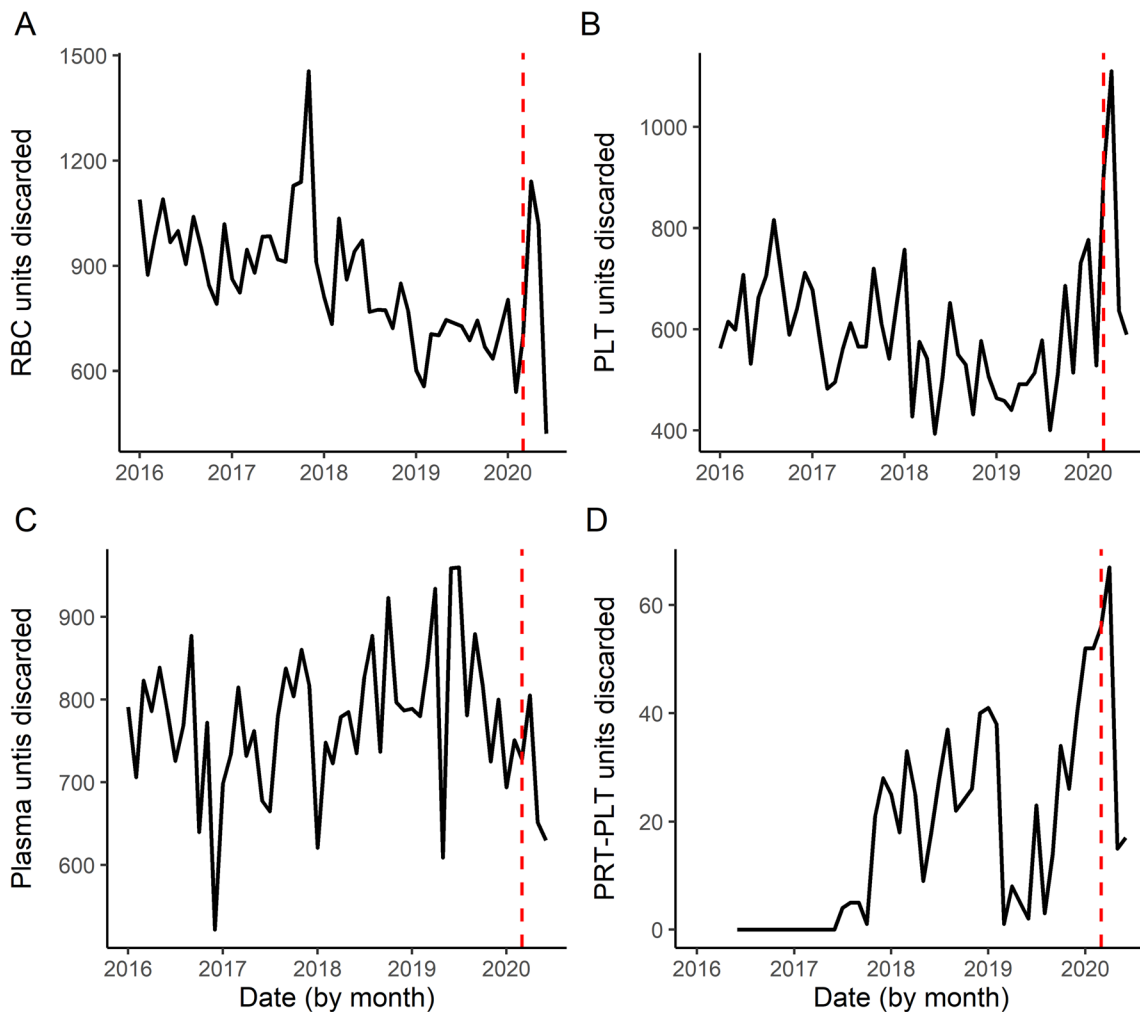 A
RBC units discarded
1500
1200
900
600
2016 2017 2018 2019 2020
B
PLT units discarded
1000
800
600
400
2016 2017 2018 2019 2020
C
Plasma untis discarded
900
800
700
600
2016 2017 2018 2019 2020
Date (by month)
D
PRT-PLT units discarded
60
40
20
0
2016 2017 2018 2019 2020
Date (by month)